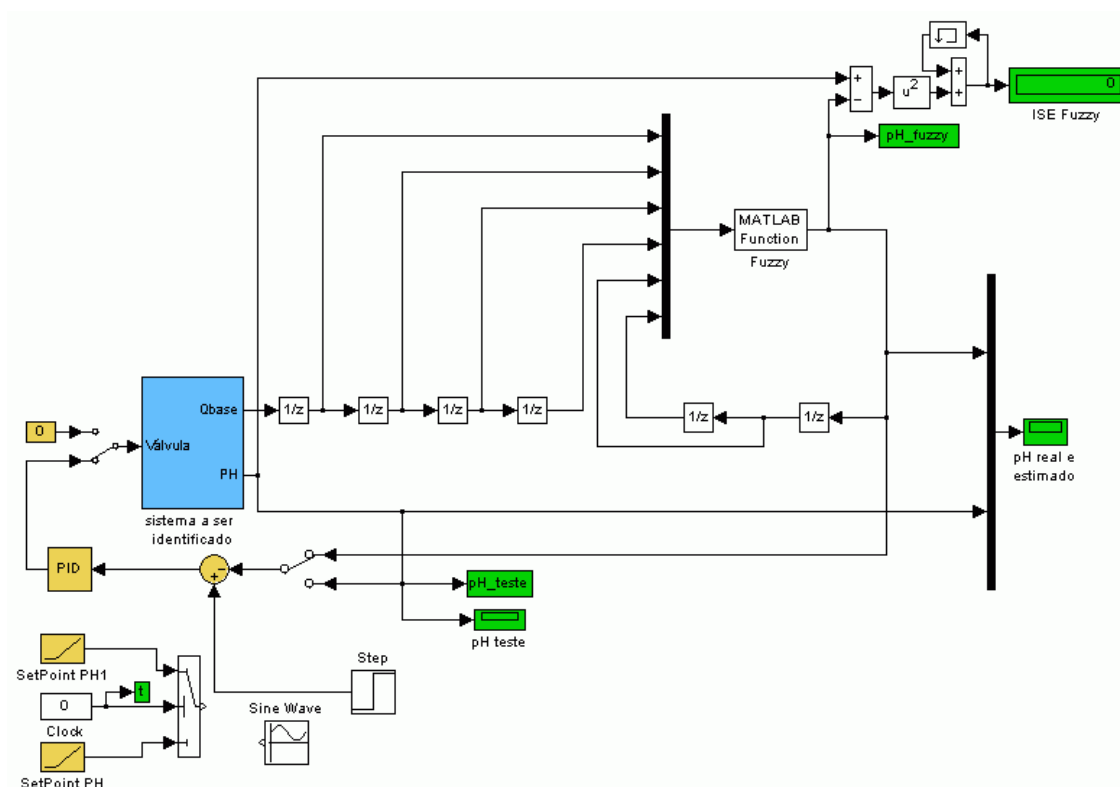 +
−
u²
+
+
0
ISE Fuzzy
pH_fuzzy
MATLAB
Function
Fuzzy
Qbase
1/z
1/z
1/z
1/z
1/z
1/z
0
Válvula
PH
sistema a ser
identificado
pH real e
estimado
PID
−
+
pH_teste
pH teste
SetPoint PH1
t
0
Clock
SetPoint PH
Step
Sine Wave